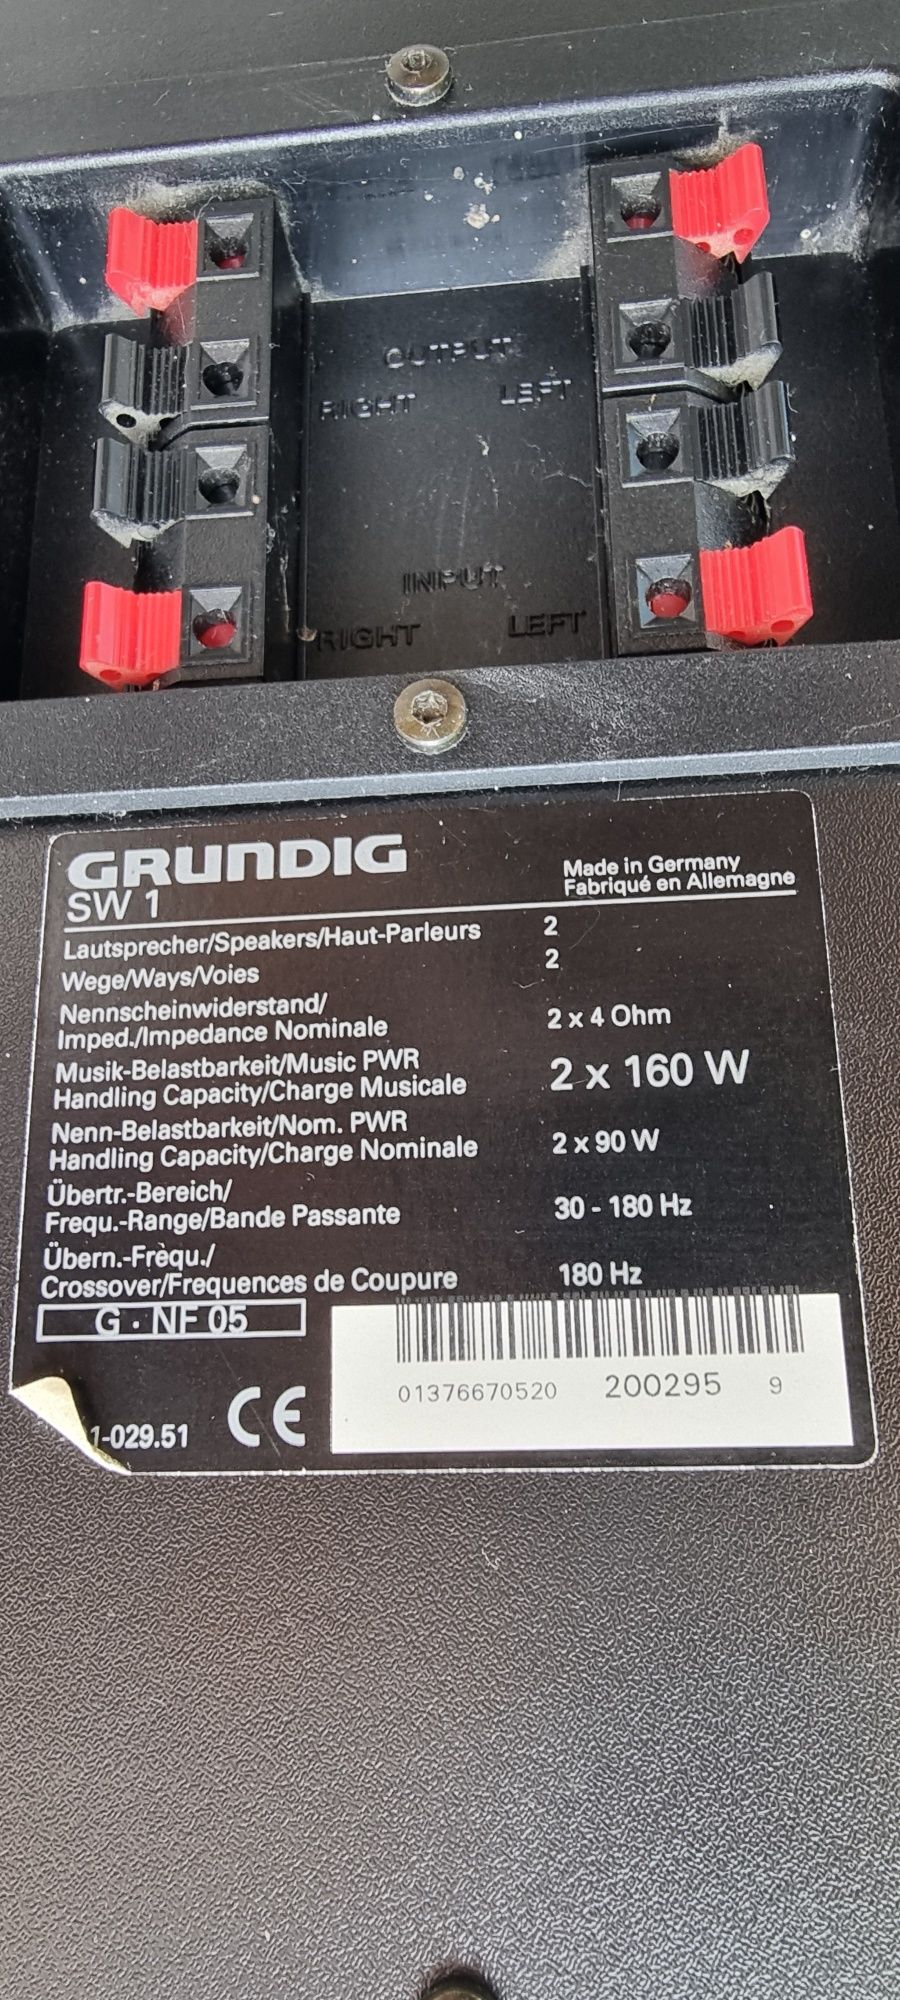 OUTPUT
RIGHT LEFT
INPUT
RIGHT LEFT
GRUNDIG
SW 1
Made in Germany
Fabriqué en Allemagne
Lautsprecher/Speakers/Haut-Parleurs 2
Wege/Ways/Voies 2
Nennscheinwiderstand/
Imped./Impedance Nominale 2 x 4 Ohm
Musik-Belastbarkeit/Music PWR
Handling Capacity/Charge Musicale 2 x 160 W
Nenn-Belastbarkeit/Nom. PWR
Handling Capacity/Charge Nominale 2 x 90 W
Übertr.-Bereich/
Frequ.-Range/Bande Passante 30 - 180 Hz
Übern.-Frequ./
Crossover/Frequences de Coupure 180 Hz
G · NF 05
01376670520 200295 9
1-029.51 CE